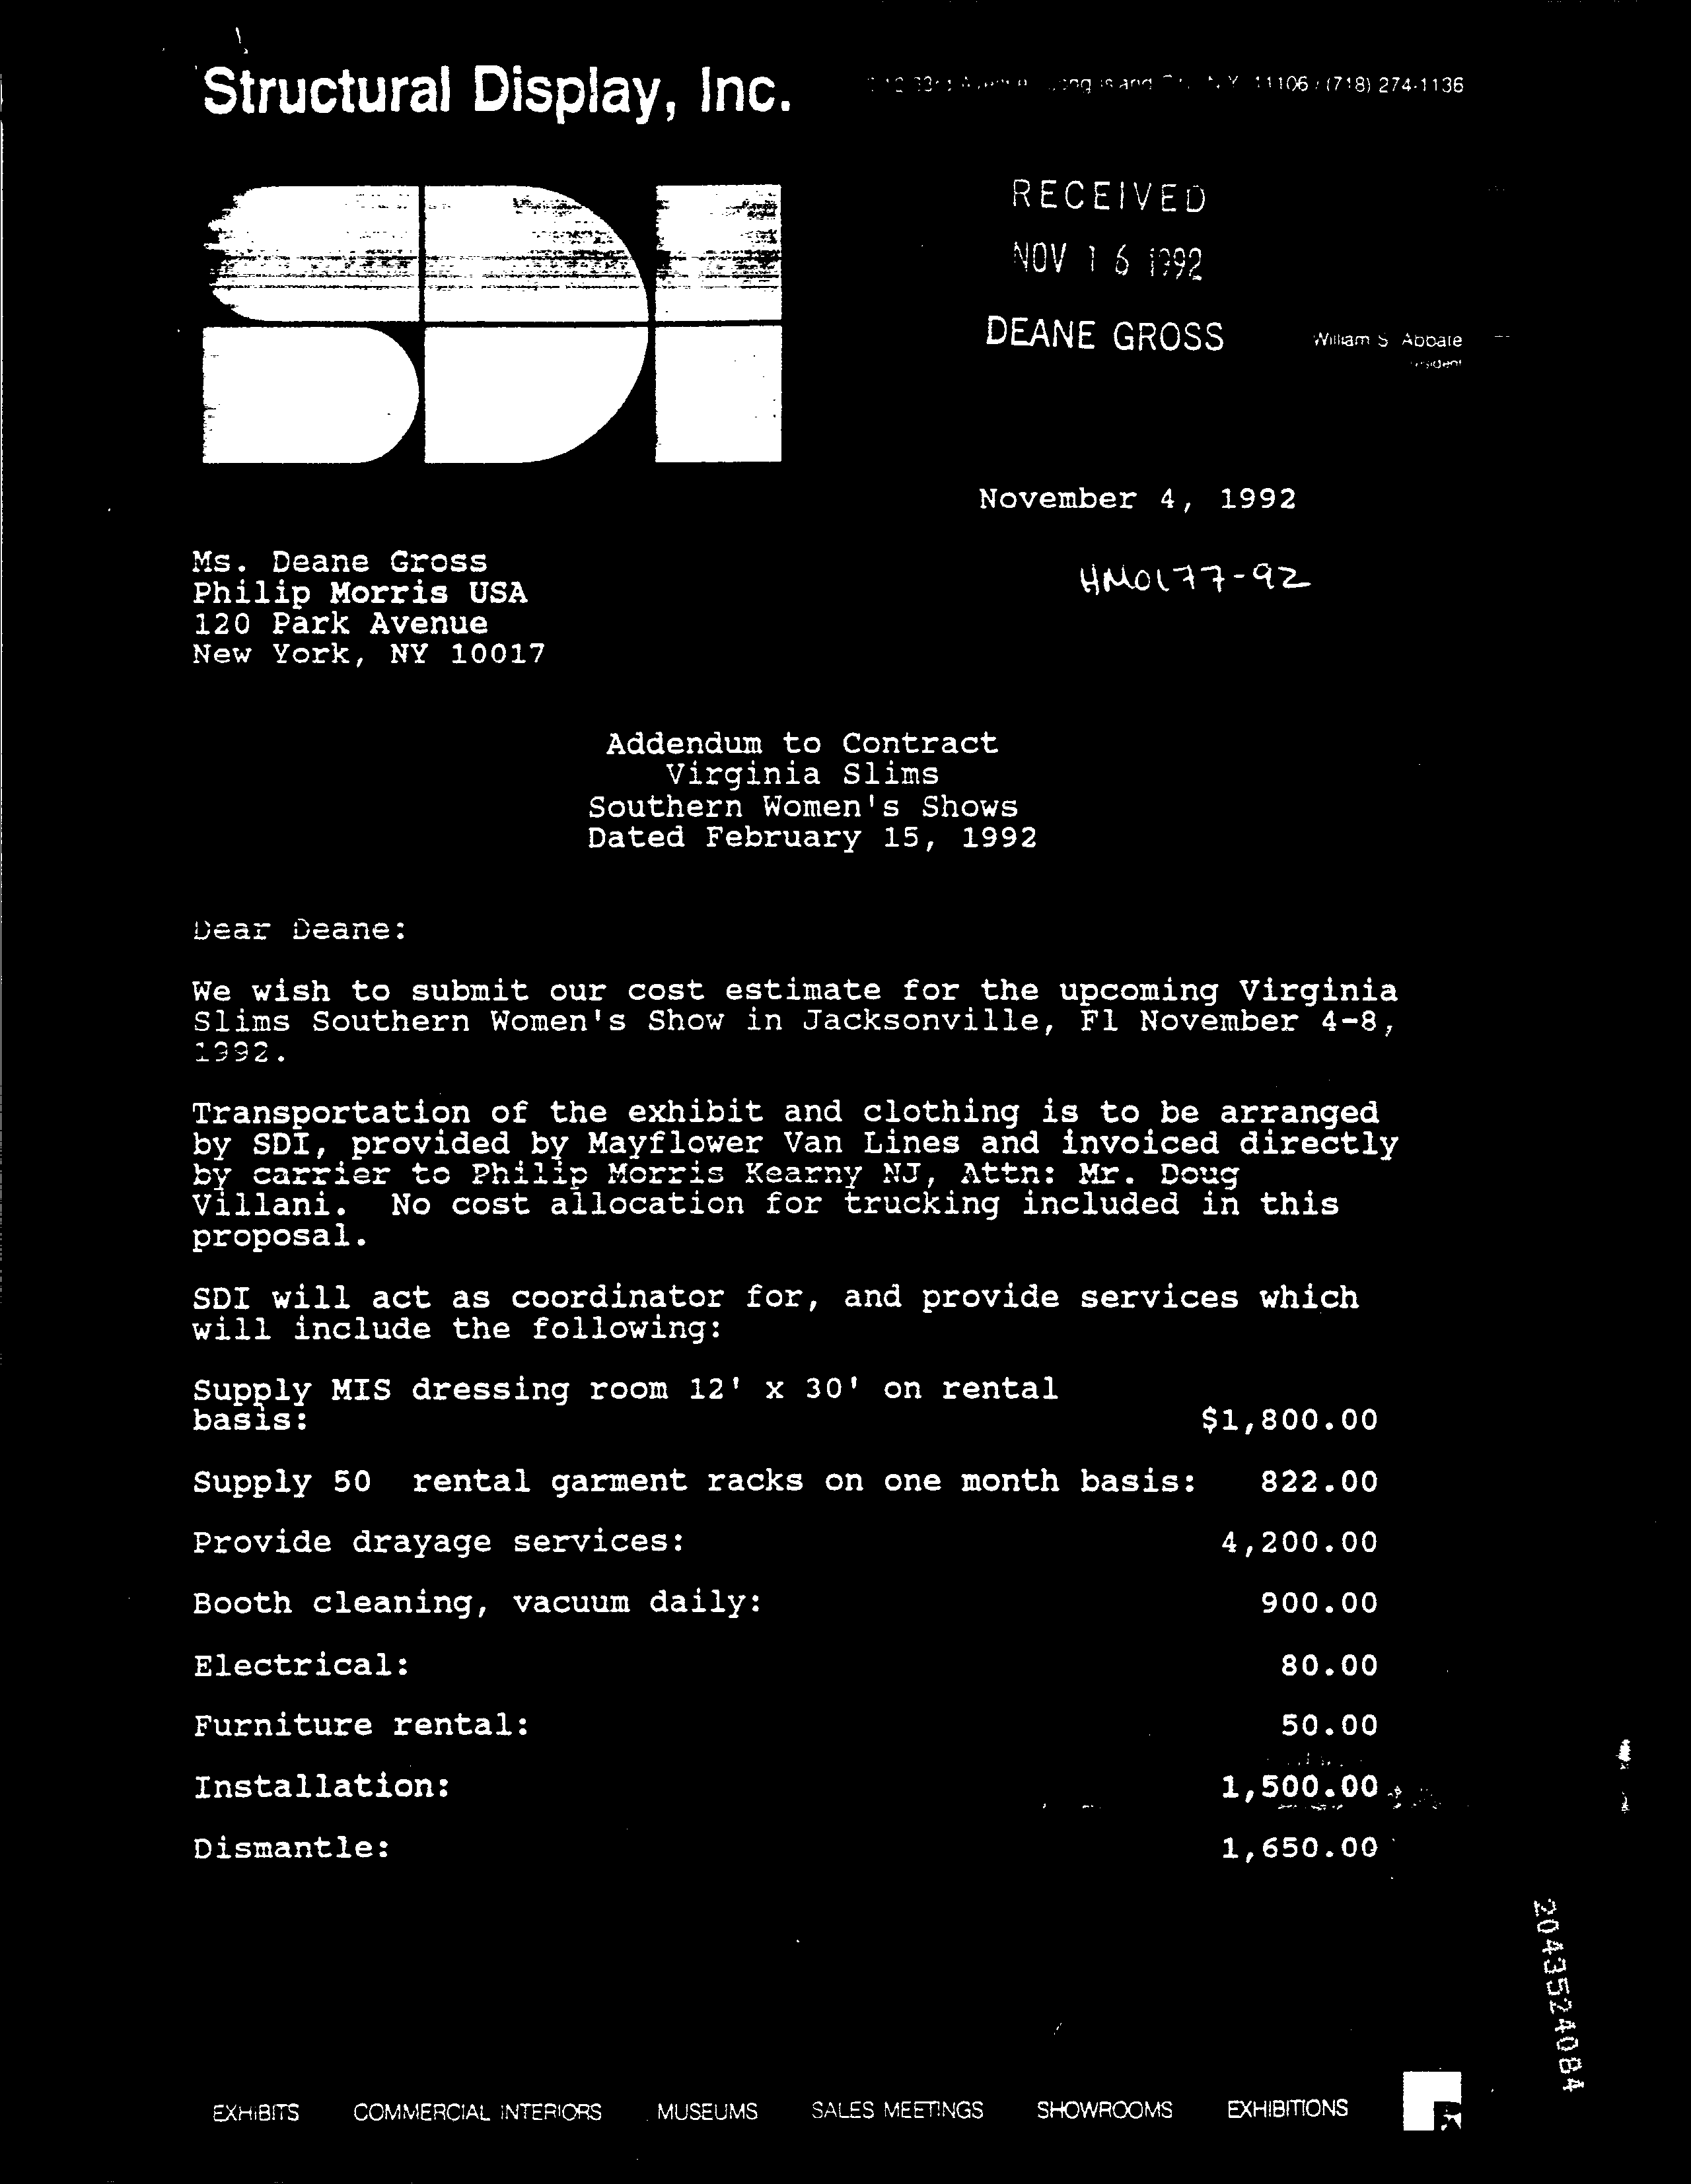 Structural Display, Inc.
11106 / (718) 274-1136
SDI
RECEIVED
NOV 16 1992
DEANE GROSS
William S. Abbate
November 4, 1992
Ms. Deane Gross
Philip Morris USA
120 Park Avenue
New York, NY 10017
HM0177-92
Addendum to Contract
Virginia Slims
Southern Women's Shows
Dated February 15, 1992
Dear Deane:
We wish to submit our cost estimate for the upcoming Virginia
Slims Southern Women's Show in Jacksonville, Fl November 4-8,
1992.
Transportation of the exhibit and clothing is to be arranged
by SDI, provided by Mayflower Van Lines and invoiced directly
by carrier to Philip Morris Kearny NJ, Attn: Mr. Doug
Villani.  No cost allocation for trucking included in this
proposal.
SDI will act as coordinator for, and provide services which
will include the following:
Supply MIS dressing room 12' x 30' on rental
basis: $1,800.00
Supply 50  rental garment racks on one month basis: 822.00
Provide drayage services: 4,200.00
Booth cleaning, vacuum daily: 900.00
Electrical: 80.00
Furniture rental: 50.00
Installation: 1,500.00
Dismantle: 1,650.00
2043524084
EXHIBITS COMMERCIAL INTERIORS MUSEUMS SALES MEETINGS SHOWROOMS EXHIBITIONS